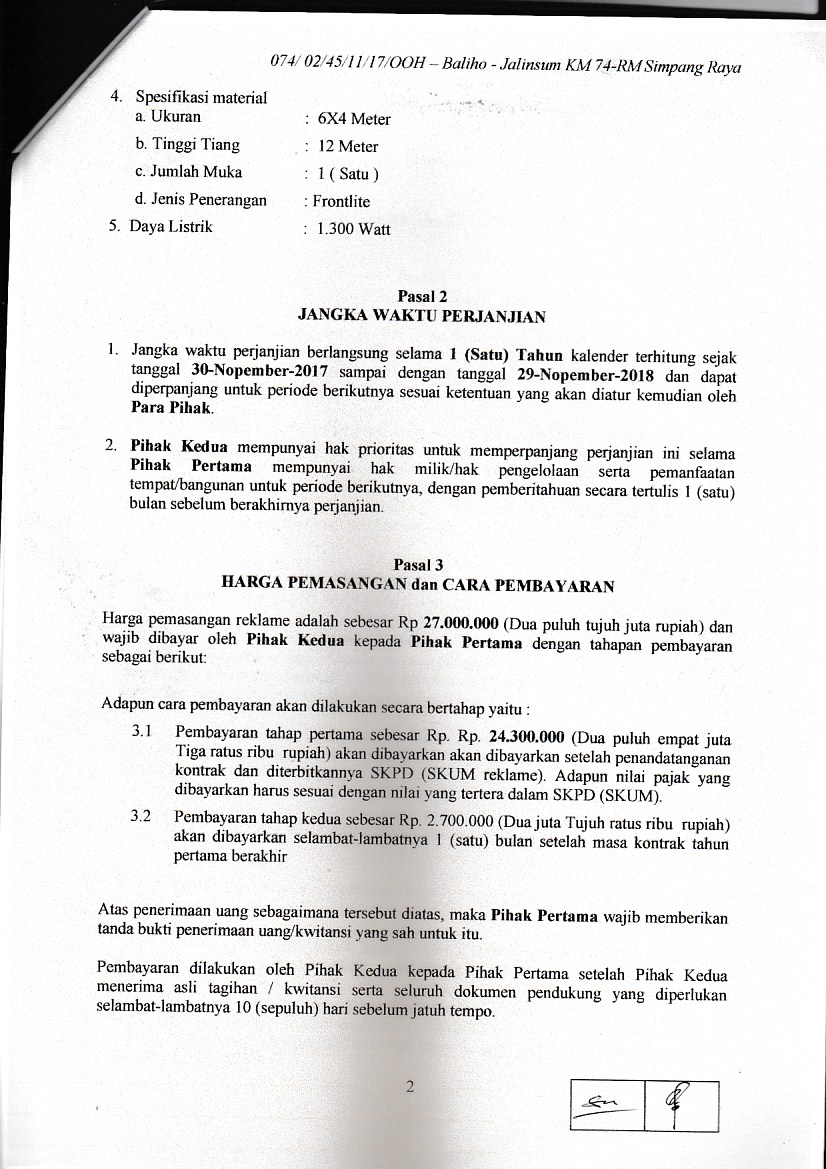 074/ 02/45/11/17/OOH – Baliho - Jalinsum KM 74-RM Simpang Raya
4. Spesifikasi material
a. Ukuran : 6X4 Meter
b. Tinggi Tiang : 12 Meter
c. Jumlah Muka : 1 ( Satu )
d. Jenis Penerangan : Frontlite
5. Daya Listrik : 1.300 Watt
Pasal 2
JANGKA WAKTU PERJANJIAN
1. Jangka waktu perjanjian berlangsung selama 1 (Satu) Tahun kalender terhitung sejak
tanggal 30-Nopember-2017 sampai dengan tanggal 29-Nopember-2018 dan dapat
diperpanjang untuk periode berikutnya sesuai ketentuan yang akan diatur kemudian oleh
Para Pihak.
2. Pihak Kedua mempunyai hak prioritas untuk memperpanjang perjanjian ini selama
Pihak Pertama mempunyai hak milik/hak pengelolaan serta pemanfaatan
tempat/bangunan untuk periode berikutnya, dengan pemberitahuan secara tertulis 1 (satu)
bulan sebelum berakhirnya perjanjian.
Pasal 3
HARGA PEMASANGAN dan CARA PEMBAYARAN
Harga pemasangan reklame adalah sebesar Rp 27.000.000 (Dua puluh tujuh juta rupiah) dan
wajib dibayar oleh Pihak Kedua kepada Pihak Pertama dengan tahapan pembayaran
sebagai berikut:
Adapun cara pembayaran akan dilakukan secara bertahap yaitu :
3.1 Pembayaran tahap pertama sebesar Rp. Rp. 24.300.000 (Dua puluh empat juta
Tiga ratus ribu rupiah) akan dibayarkan akan dibayarkan setelah penandatanganan
kontrak dan diterbitkannya SKPD (SKUM reklame). Adapun nilai pajak yang
dibayarkan harus sesuai dengan nilai yang tertera dalam SKPD (SKUM).
3.2 Pembayaran tahap kedua sebesar Rp. 2.700.000 (Dua juta Tujuh ratus ribu rupiah)
akan dibayarkan selambat-lambatnya 1 (satu) bulan setelah masa kontrak tahun
pertama berakhir
Atas penerimaan uang sebagaimana tersebut diatas, maka Pihak Pertama wajib memberikan
tanda bukti penerimaan uang/kwitansi yang sah untuk itu.
Pembayaran dilakukan oleh Pihak Kedua kepada Pihak Pertama setelah Pihak Kedua
menerima asli tagihan / kwitansi serta seluruh dokumen pendukung yang diperlukan
selambat-lambatnya 10 (sepuluh) hari sebelum jatuh tempo.
2